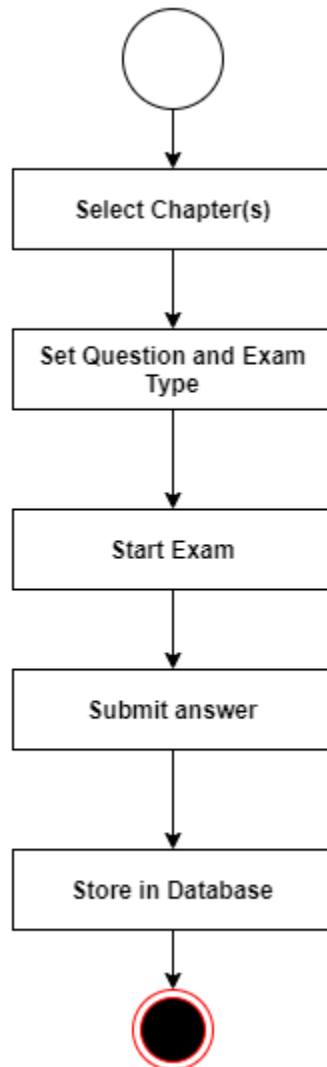 Select Chapter(s)
Set Question and Exam
Type
Start Exam
Submit answer
Store in Database